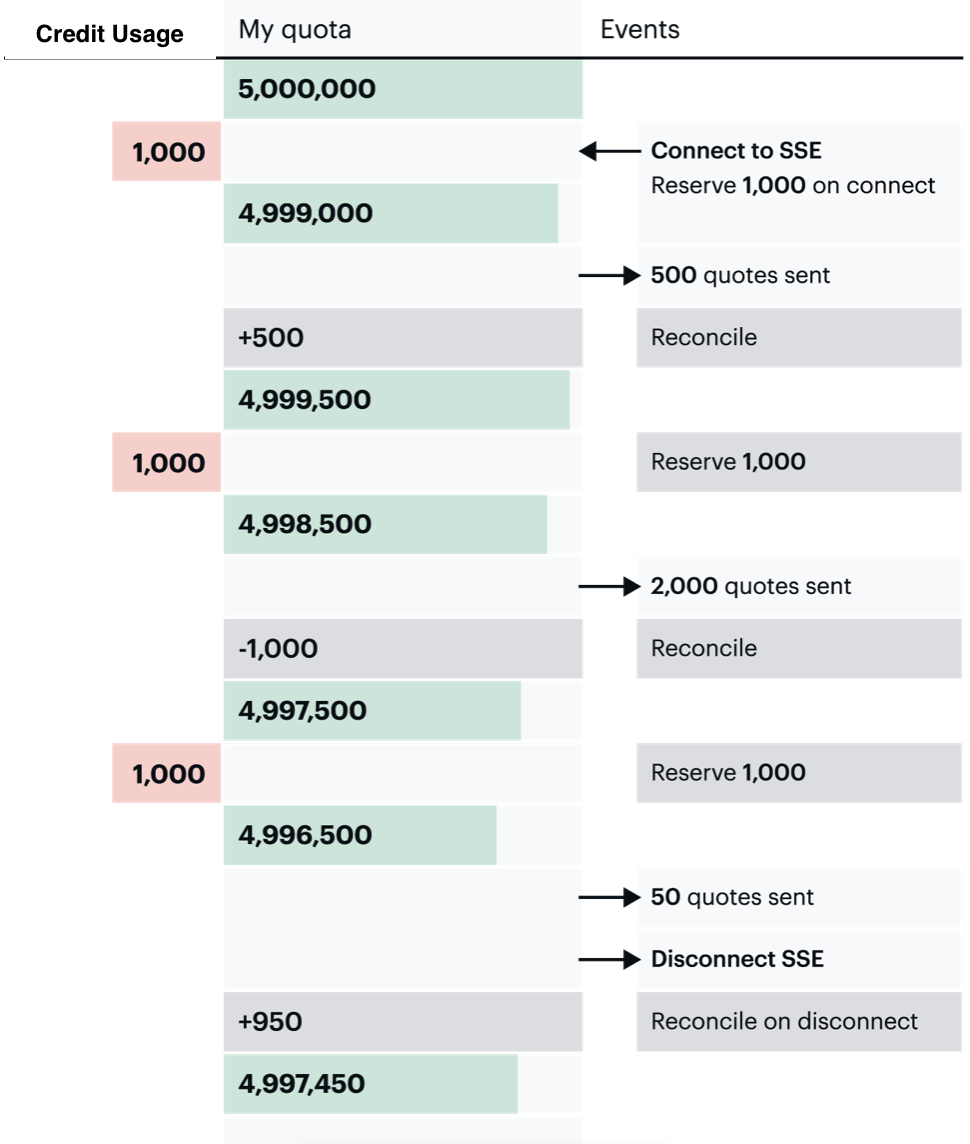 Credit Usage
My quota
Events
5,000,000
1,000
Connect to SSE
Reserve 1,000 on connect
4,999,000
500 quotes sent
+500
Reconcile
4,999,500
1,000
Reserve 1,000
4,998,500
2,000 quotes sent
-1,000
Reconcile
4,997,500
1,000
Reserve 1,000
4,996,500
50 quotes sent
Disconnect SSE
+950
Reconcile on disconnect
4,997,450